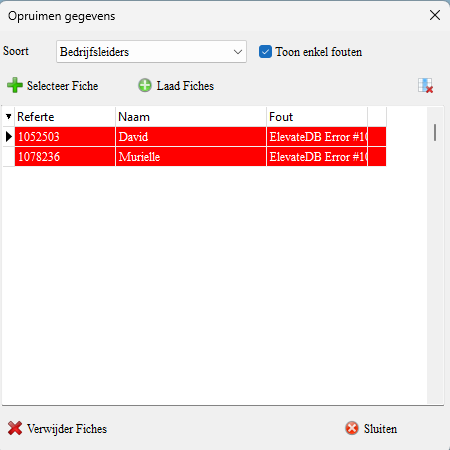 Opruimen gegevens
Soort Bedrijfsleiders Toon enkel fouten
Selecteer Fiche Laad Fiches
Referte Naam Fout
1052503 David ElevateDB Error #10
1078236 Murielle ElevateDB Error #10
Verwijder Fiches Sluiten